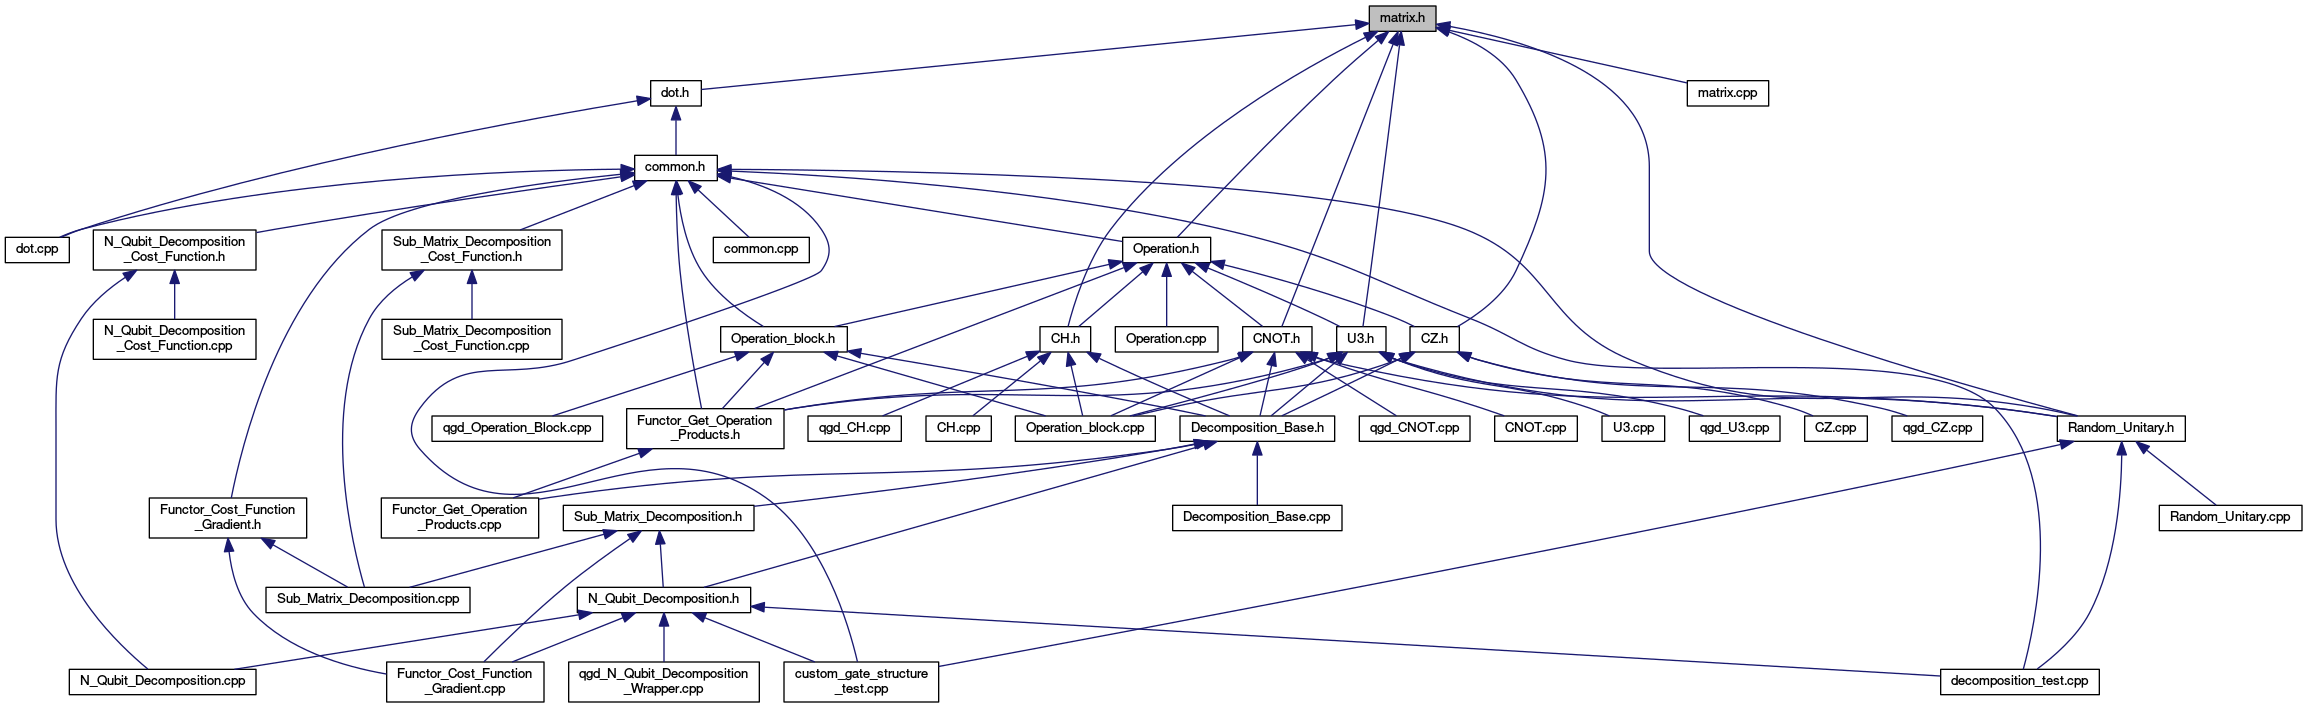 matrix.h
dot.h
matrix.cpp
common.h
dot.cpp
N_Qubit_Decomposition
_Cost_Function.h
Sub_Matrix_Decomposition
_Cost_Function.h
common.cpp
Operation.h
N_Qubit_Decomposition
_Cost_Function.cpp
Sub_Matrix_Decomposition
_Cost_Function.cpp
Operation_block.h
CH.h
Operation.cpp
CNOT.h
U3.h
CZ.h
qgd_Operation_Block.cpp
Functor_Get_Operation
_Products.h
qgd_CH.cpp
CH.cpp
Operation_block.cpp
Decomposition_Base.h
qgd_CNOT.cpp
CNOT.cpp
U3.cpp
qgd_U3.cpp
CZ.cpp
qgd_CZ.cpp
Random_Unitary.h
Functor_Cost_Function
_Gradient.h
Functor_Get_Operation
_Products.cpp
Sub_Matrix_Decomposition.h
Decomposition_Base.cpp
Random_Unitary.cpp
Sub_Matrix_Decomposition.cpp
N_Qubit_Decomposition.h
N_Qubit_Decomposition.cpp
Functor_Cost_Function
_Gradient.cpp
qgd_N_Qubit_Decomposition
_Wrapper.cpp
custom_gate_structure
_test.cpp
decomposition_test.cpp